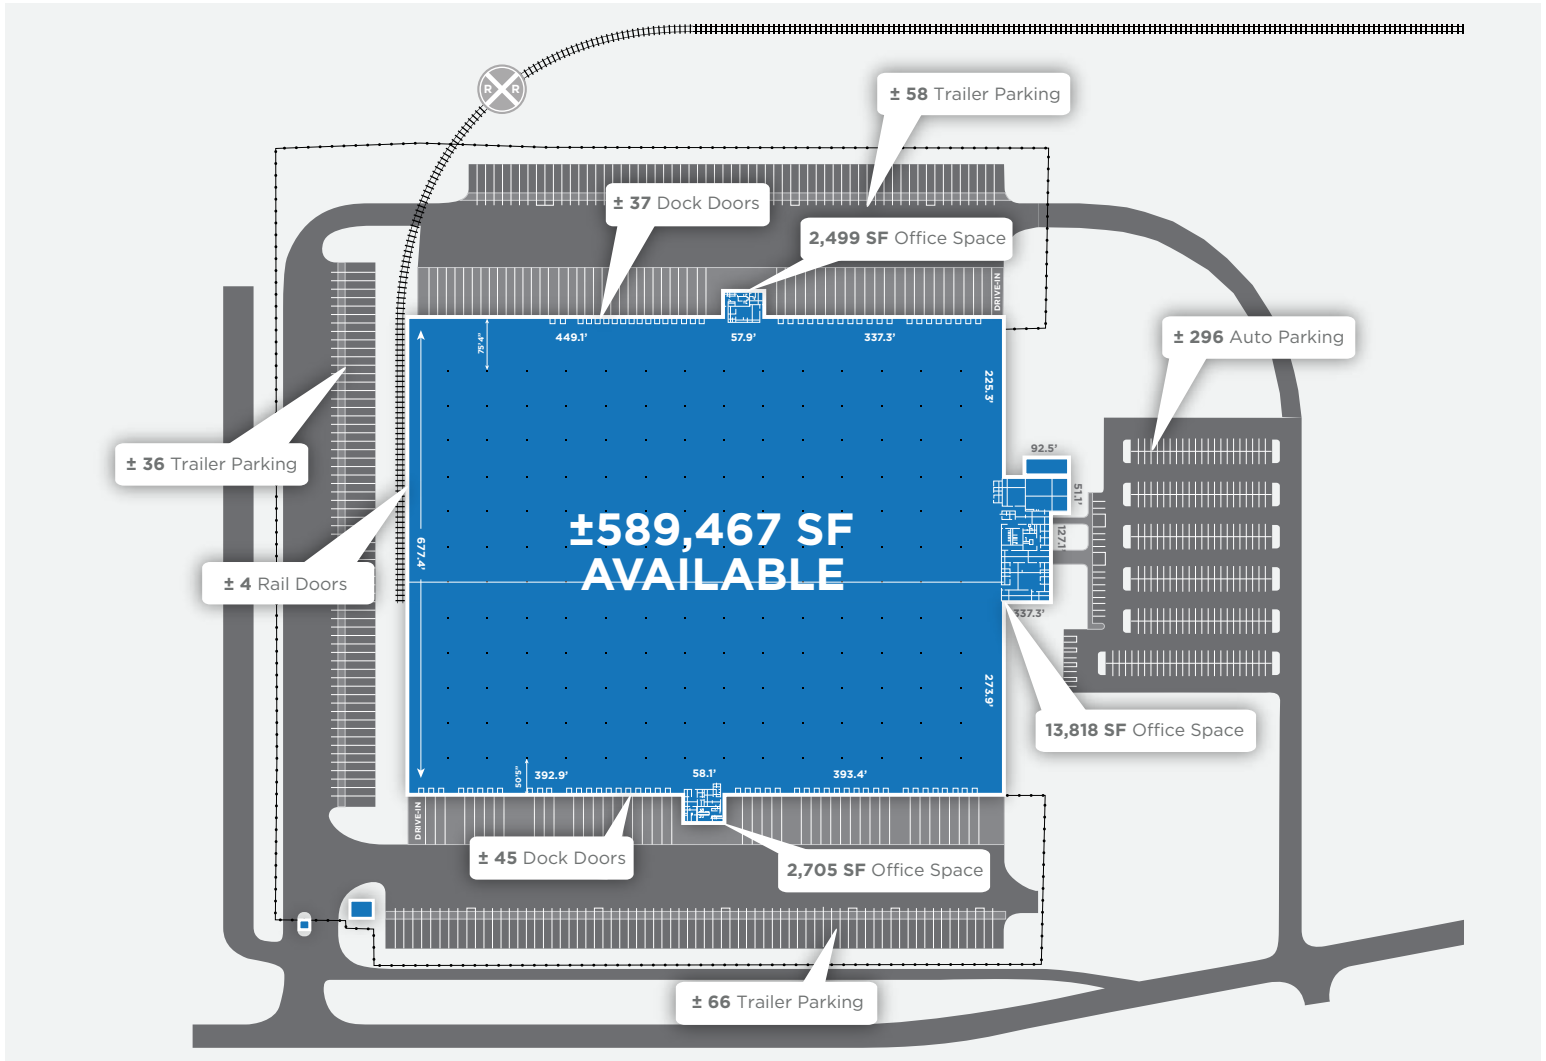 R R
± 58 Trailer Parking
± 37 Dock Doors
2,499 SF Office Space
DRIVE-IN
± 296 Auto Parking
449.1'
57.9'
337.3'
75'4"
225.3'
± 36 Trailer Parking
92.5'
51.1'
127.1'
677.4'
±589,467 SF
AVAILABLE
± 4 Rail Doors
337.3'
273.9'
13,818 SF Office Space
50'5"
392.9'
58.1'
393.4'
DRIVE-IN
± 45 Dock Doors
2,705 SF Office Space
± 66 Trailer Parking